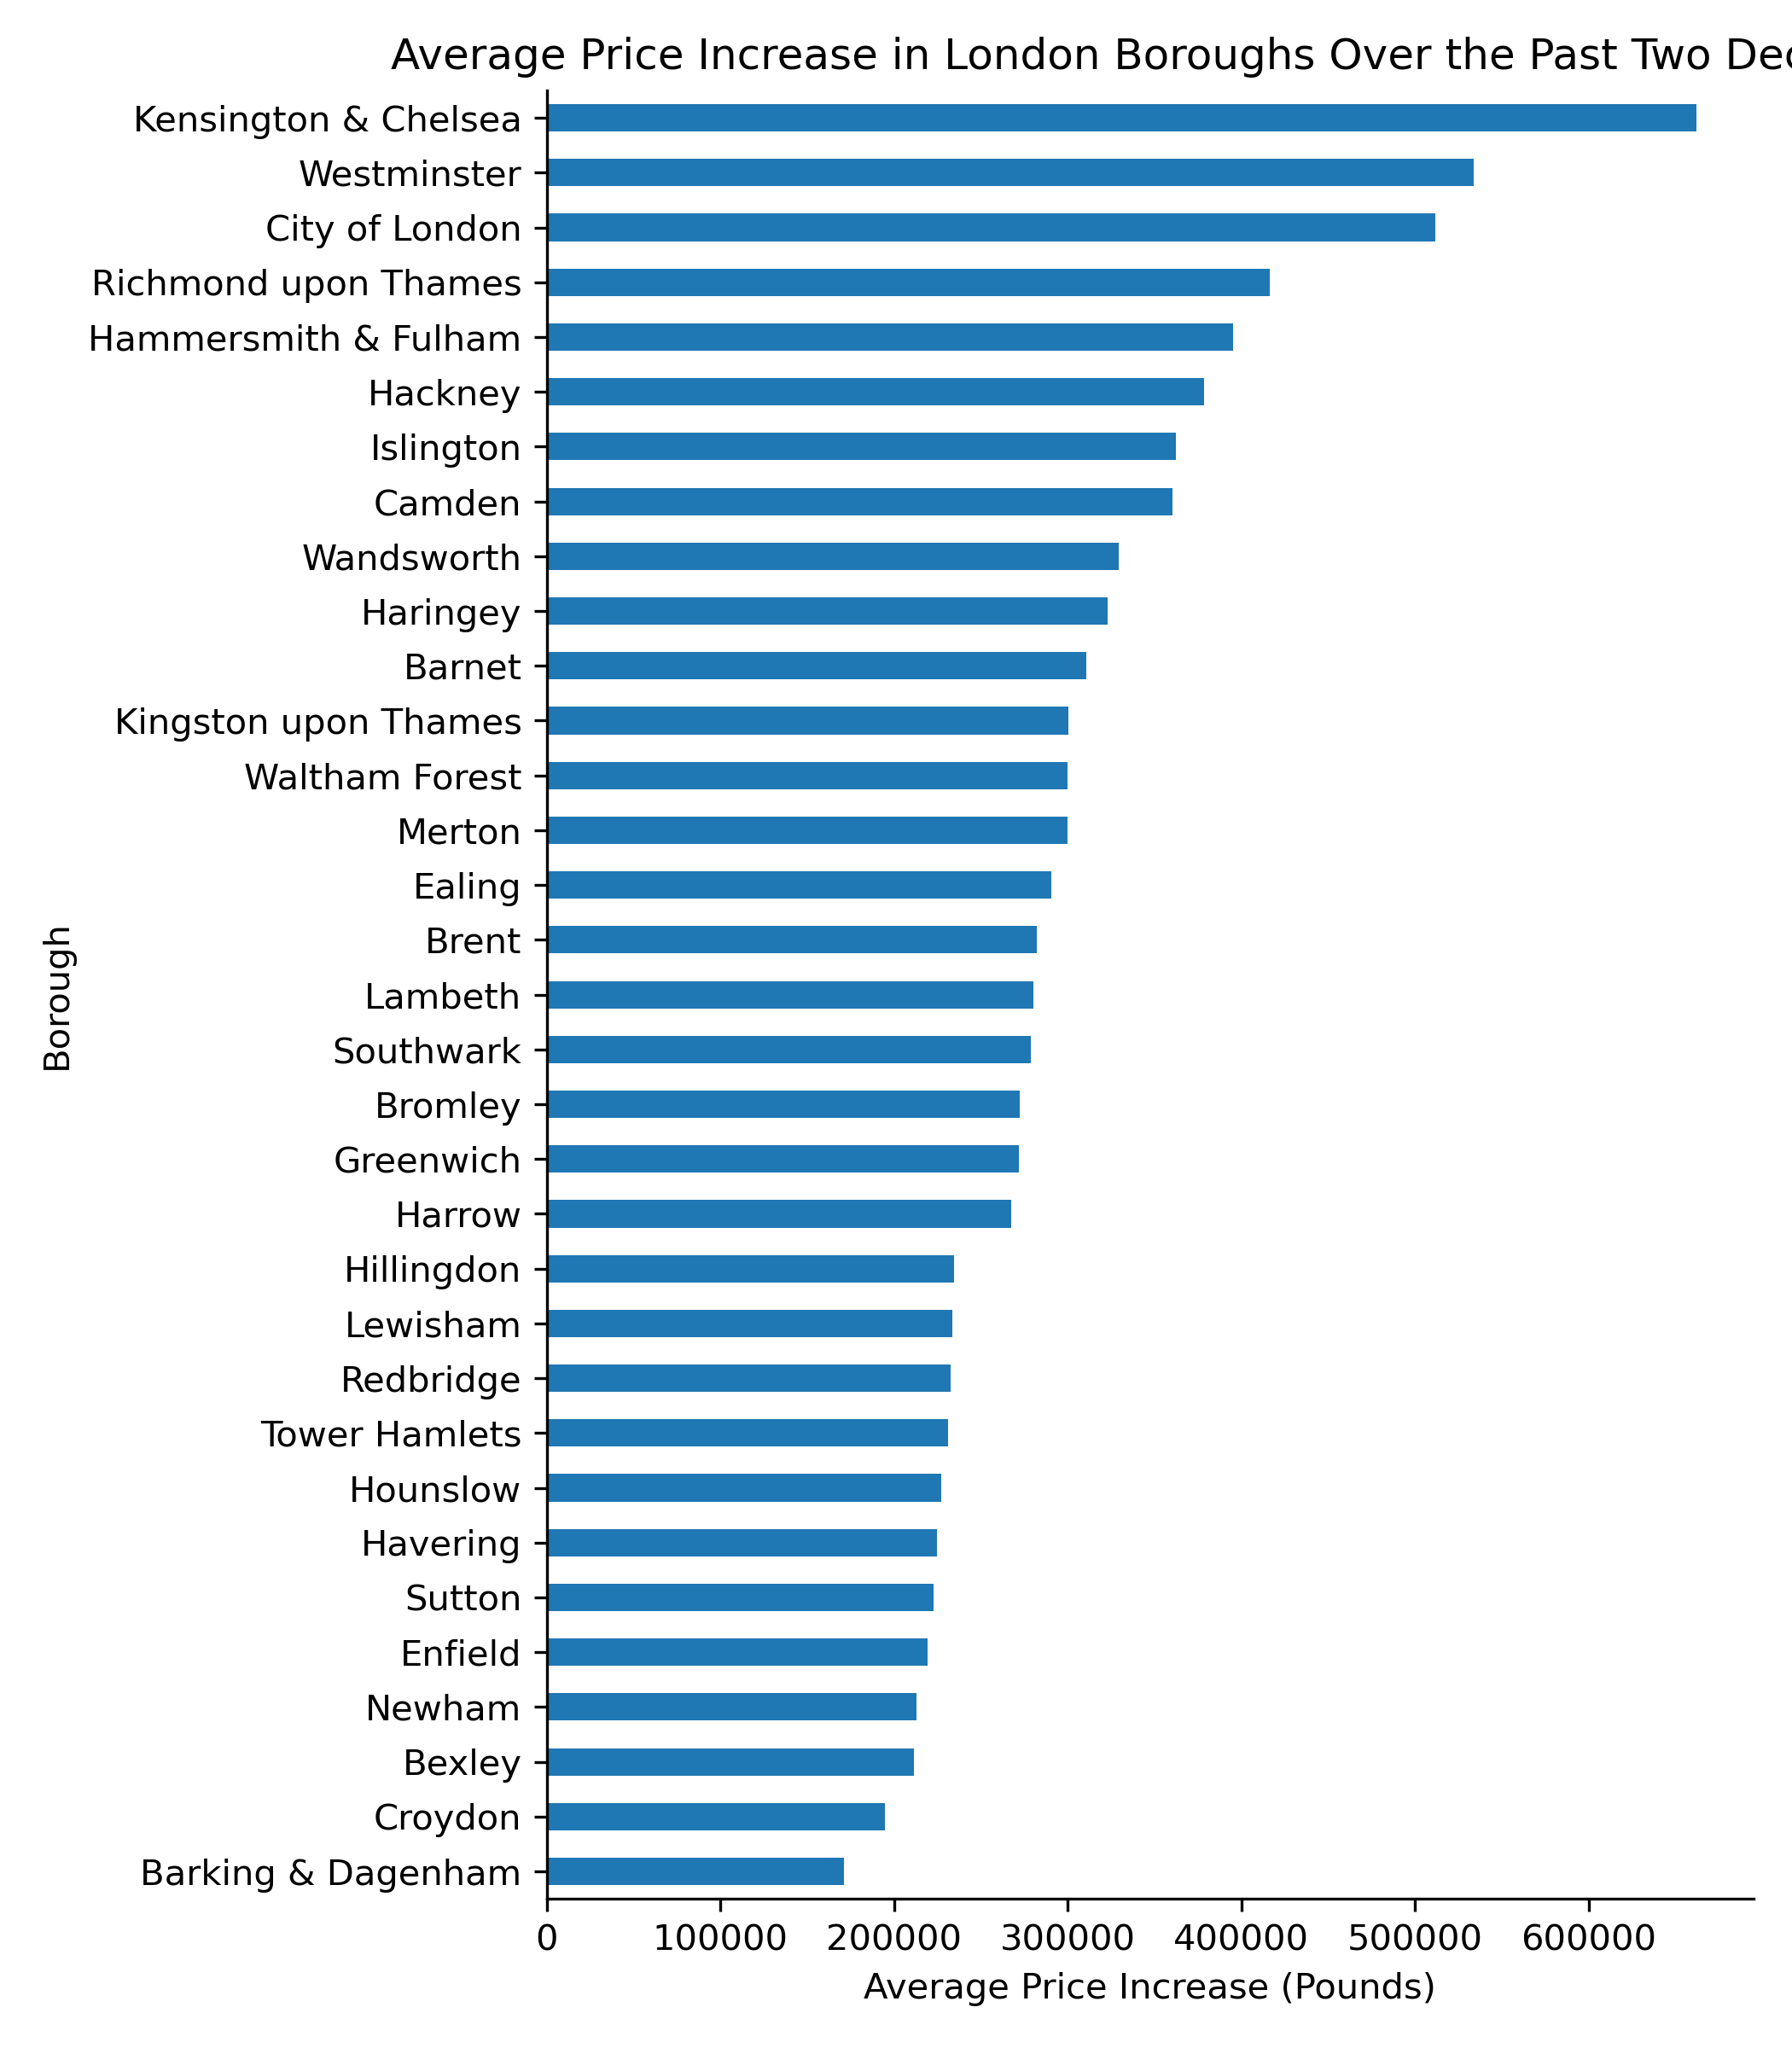 Average Price Increase in London Boroughs Over the Past Two Dec
Kensington & Chelsea
Westminster
City of London
Richmond upon Thames
Hammersmith & Fulham
Hackney
Islington
Camden
Wandsworth
Haringey
Barnet
Kingston upon Thames
Waltham Forest
Merton
Ealing
Brent
Lambeth
Southwark
Bromley
Greenwich
Harrow
Hillingdon
Lewisham
Redbridge
Tower Hamlets
Hounslow
Havering
Sutton
Enfield
Newham
Bexley
Croydon
Barking & Dagenham
Borough
0 100000 200000 300000 400000 500000 600000
Average Price Increase (Pounds)